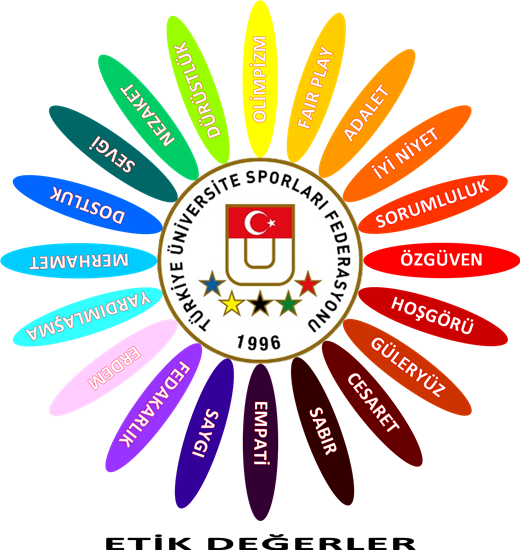 OLİMPİZM
FAIR PLAY
ADALET
İYİ NİYET
SORUMLULUK
ÖZGÜVEN
HOŞGÖRÜ
GÜLERYÜZ
CESARET
SABIR
EMPATİ
SAYGI
FEDAKARLIK
ERDEM
YARDIMLAŞMA
MERHAMET
DOSTLUK
SEVGİ
NEZAKET
DÜRÜSTLÜK
TÜRKİYE ÜNİVERSİTE SPORLARI FEDERASYONU
1996
ETİK DEĞERLER